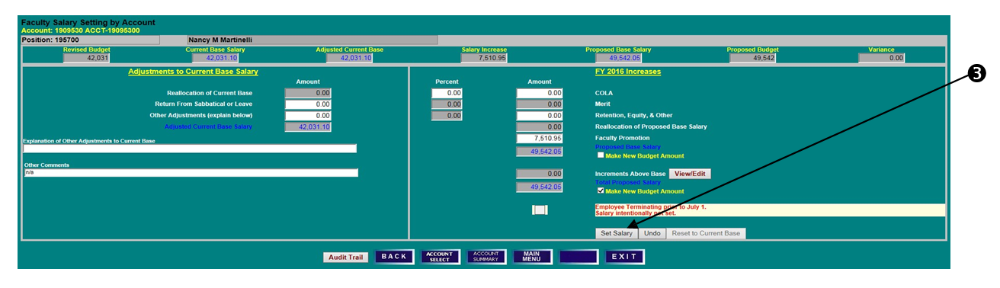 Faculty Salary Setting by Account
Account: 1909530 ACCT-19095300
Position: 195700 Nancy M Martinelli
Revised Budget Current Base Salary Adjusted Current Base Salary Increase Proposed Base Salary Proposed Budget Variance
42,031 42,031.10 42,031.10 7,510.95 49,542.05 49,542 0.00
Adjustments to Current Base Salary
Amount
Reallocation of Current Base 0.00
Return From Sabbatical or Leave 0.00
Other Adjustments (explain below) 0.00
Adjusted Current Base Salary 42,031.10
Explanation of Other Adjustments to Current Base
Other Comments
n/a
FY 2016 Increases
Percent Amount
0.00 0.00 COLA
0.00 0.00 Merit
0.00 0.00 Retention, Equity, & Other
0.00 Reallocation of Proposed Base Salary
7,510.95 Faculty Promotion
49,542.05 Proposed Base Salary
Make New Budget Amount
0.00 Increments Above Base View/Edit
49,542.05 Total Proposed Salary
Make New Budget Amount
Employee Terminating prior to July 1.
Salary intentionally not set.
Set Salary Undo Reset to Current Base
3
Audit Trail BACK ACCOUNT SELECT ACCOUNT SUMMARY MAIN MENU EXIT